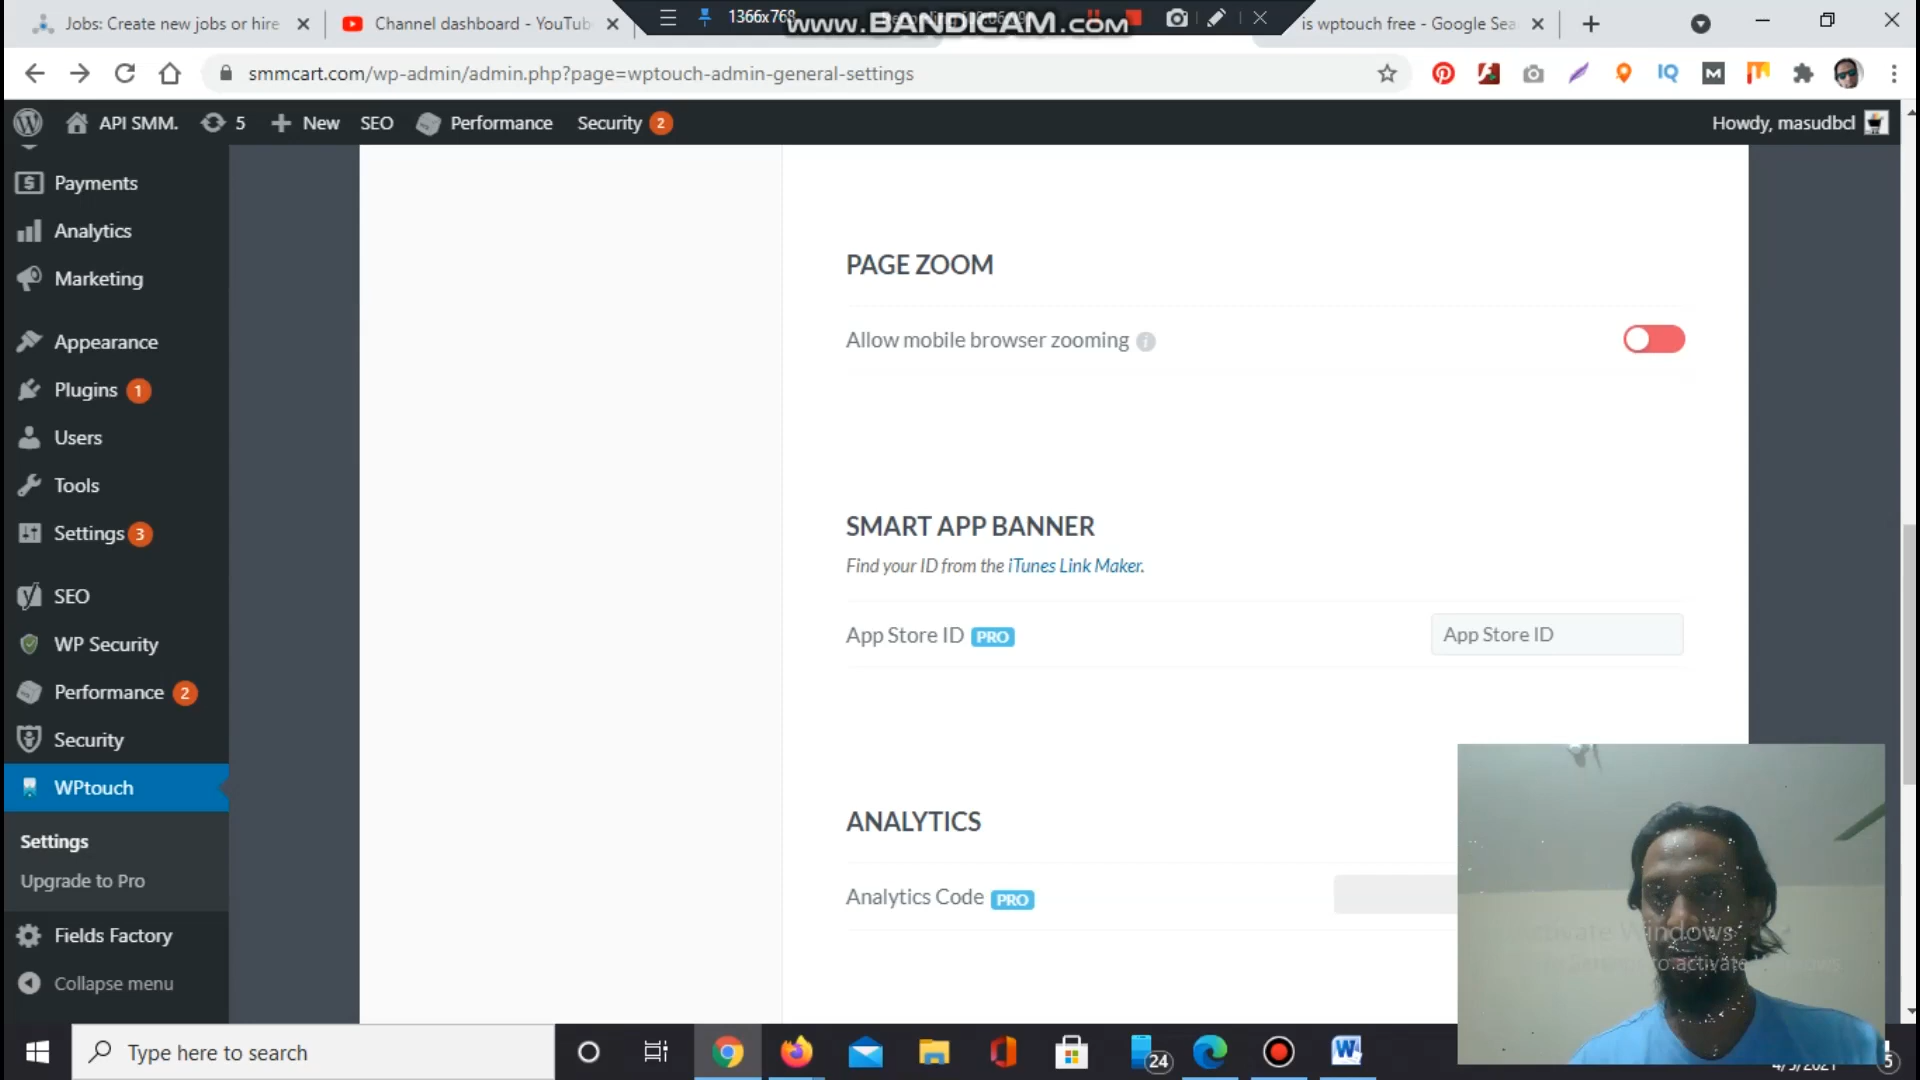 Jobs: Create new jobs or hire
Channel dashboard - YouTub
1366x768
www.BANDICAM.com
is wptouch free - Google Sea
smmcart.com/wp-admin/admin.php?page=wptouch-admin-general-settings
API SMM.
5
New
SEO
Performance
Security 2
Howdy, masudbcl
Payments
Analytics
Marketing
Appearance
Plugins 1
Users
Tools
Settings 3
SEO
WP Security
Performance 2
Security
WPtouch
Settings
Upgrade to Pro
Fields Factory
Collapse menu
PAGE ZOOM
Allow mobile browser zooming
SMART APP BANNER
Find your ID from the iTunes Link Maker.
App Store ID PRO
App Store ID
ANALYTICS
Analytics Code PRO
Windows
to activate
Type here to search
24
5